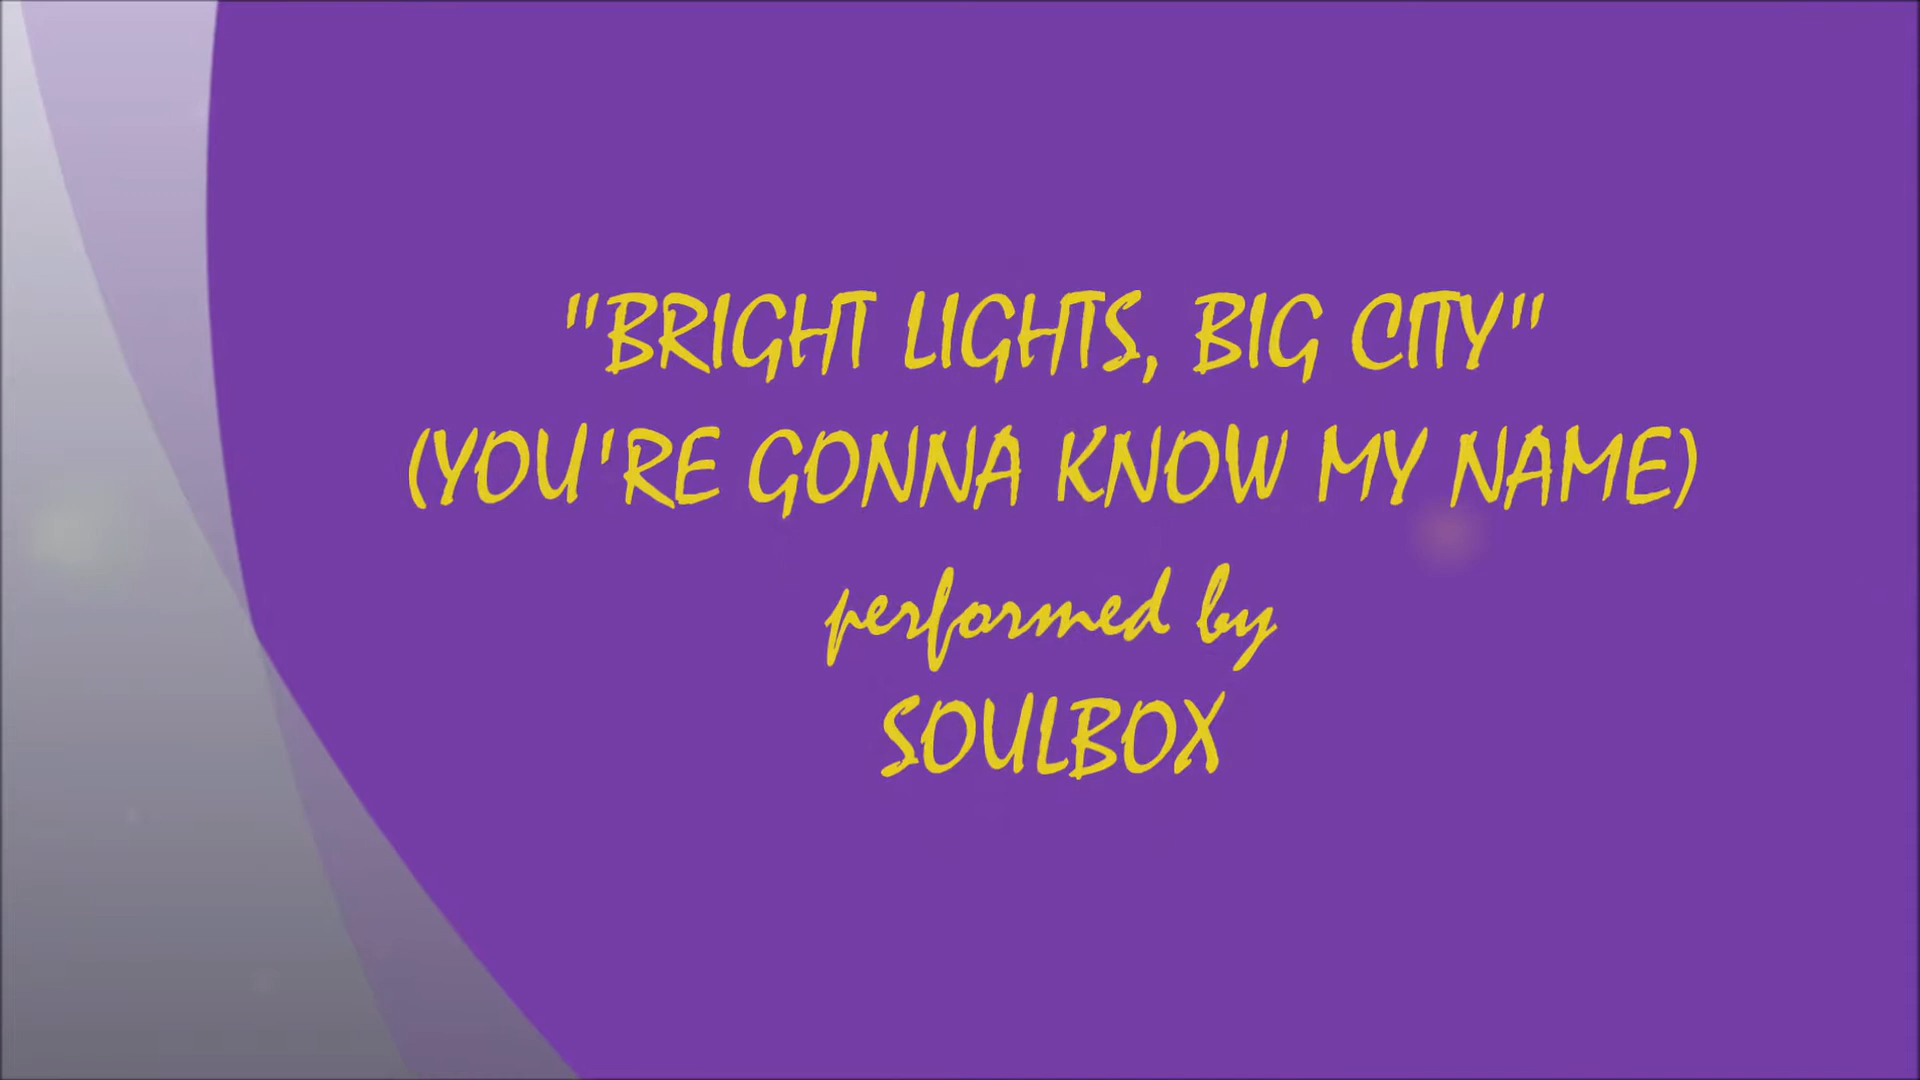 "BRIGHT LIGHTS, BIG CITY"
(YOU'RE GONNA KNOW MY NAME)
performed by
SOULBOX